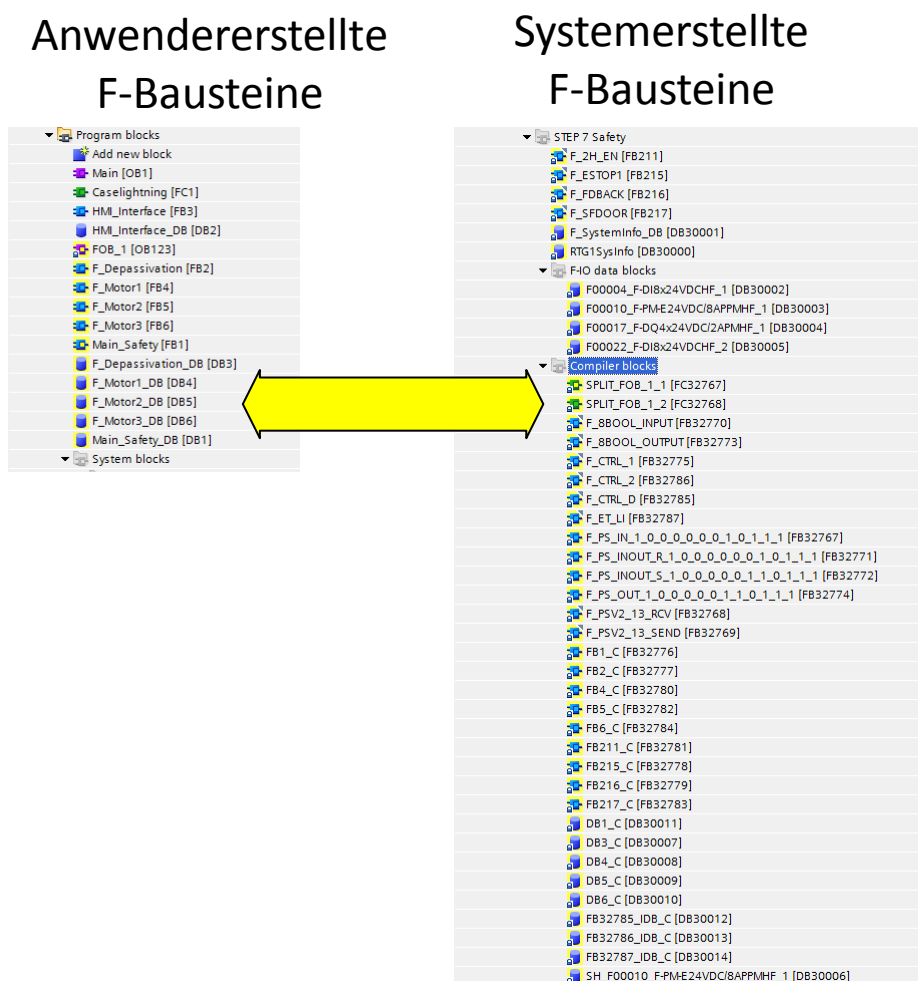 Anwendererstellte
F-Bausteine
Program blocks
Add new block
Main [OB1]
Caselightning [FC1]
HMI_Interface [FB3]
HMI_Interface_DB [DB2]
FOB_1 [OB123]
F_Depassivation [FB2]
F_Motor1 [FB4]
F_Motor2 [FB5]
F_Motor3 [FB6]
Main_Safety [FB1]
F_Depassivation_DB [DB3]
F_Motor1_DB [DB4]
F_Motor2_DB [DB5]
F_Motor3_DB [DB6]
Main_Safety_DB [DB1]
System blocks
Systemerstellte
F-Bausteine
STEP 7 Safety
F_2H_EN [FB211]
F_ESTOP1 [FB215]
F_FDBACK [FB216]
F_SFDOOR [FB217]
F_SystemInfo_DB [DB30001]
RTG1SysInfo [DB30000]
F-IO data blocks
F00004_F-DI8x24VDCHF_1 [DB30002]
F00010_F-PM-E24VDC/8APPMHF_1 [DB30003]
F00017_F-DQ4x24VDC/2APMHF_1 [DB30004]
F00022_F-DI8x24VDCHF_2 [DB30005]
Compiler blocks
SPLIT_FOB_1_1 [FC32767]
SPLIT_FOB_1_2 [FC32768]
F_8BOOL_INPUT [FB32770]
F_8BOOL_OUTPUT [FB32773]
F_CTRL_1 [FB32775]
F_CTRL_2 [FB32786]
F_CTRL_D [FB32785]
F_ET_LI [FB32787]
F_PS_IN_1_0_0_0_0_0_0_1_0_1_1_1 [FB32767]
F_PS_INOUT_R_1_0_0_0_0_0_0_1_0_1_1_1 [FB32771]
F_PS_INOUT_S_1_0_0_0_0_0_1_1_0_1_1_1 [FB32772]
F_PS_OUT_1_0_0_0_0_0_1_1_0_1_1_1 [FB32774]
F_PSV2_13_RCV [FB32768]
F_PSV2_13_SEND [FB32769]
FB1_C [FB32776]
FB2_C [FB32777]
FB4_C [FB32780]
FB5_C [FB32782]
FB6_C [FB32784]
FB211_C [FB32781]
FB215_C [FB32778]
FB216_C [FB32779]
FB217_C [FB32783]
DB1_C [DB30011]
DB3_C [DB30007]
DB4_C [DB30008]
DB5_C [DB30009]
DB6_C [DB30010]
FB32785_IDB_C [DB30012]
FB32786_IDB_C [DB30013]
FB32787_IDB_C [DB30014]
SH_F00010_F-PM-E24VDC/8APPMHF_1 [DB30006]